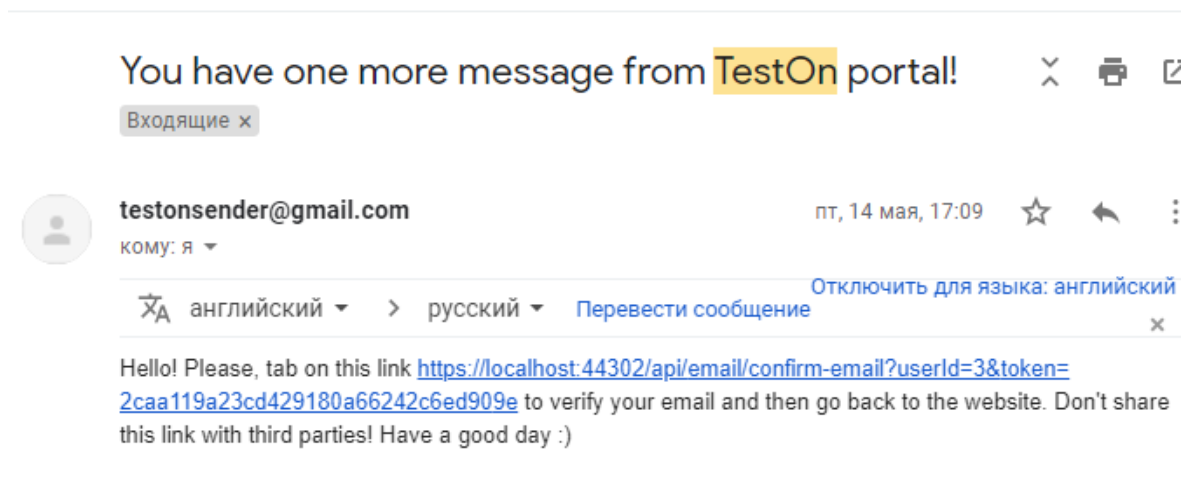 You have one more message from TestOn portal!
Входящие ×
testonsender@gmail.com
пт, 14 мая, 17:09
кому: я
английский > русский Перевести сообщение
Отключить для языка: английский ×
Hello! Please, tab on this link https://localhost:44302/api/email/confirm-email?userId=3&token=
2caa119a23cd429180a66242c6ed909e to verify your email and then go back to the website. Don't share
this link with third parties! Have a good day :)